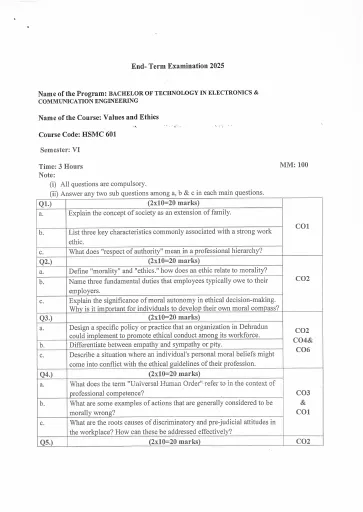 End- Term Examination 2025
Name of the Program: BACHELOR OF TECHNOLOGY IN ELECTRONICS &
COMMUNICATION ENGINEERING
Name of the Course: Values and Ethics
Course Code: HSMC 601
Semester: VI
Time: 3 Hours MM: 100
Note:
(i) All questions are compulsory.
(ii) Answer any two sub questions among a, b & c in each main questions.
Q1.) (2x10=20 marks)
a. Explain the concept of society as an extension of family.
CO1
b. List three key characteristics commonly associated with a strong work
ethic.
c. What does "respect of authority" mean in a professional hierarchy?
Q2.) (2x10=20 marks)
a. Define "morality" and "ethics." how does an ethic relate to morality?
CO2
b. Name three fundamental duties that employees typically owe to their
employers.
c. Explain the significance of moral autonomy in ethical decision-making.
Why is it important for individuals to develop their own moral compass?
Q3.) (2x10=20 marks)
a. Design a specific policy or practice that an organization in Dehradun
could implement to promote ethical conduct among its workforce.
CO2
CO4&
CO6
b. Differentiate between empathy and sympathy or pity.
c. Describe a situation where an individual's personal moral beliefs might
come into conflict with the ethical guidelines of their profession.
Q4.) (2x10=20 marks)
a. What does the term "Universal Human Order" refer to in the context of
professional competence?
CO3
&
CO1
b. What are some examples of actions that are generally considered to be
morally wrong?
c. What are the roots causes of discriminatory and pre-judicial attitudes in
the workplace? How can these be addressed effectively?
Q5.) (2x10=20 marks) CO2